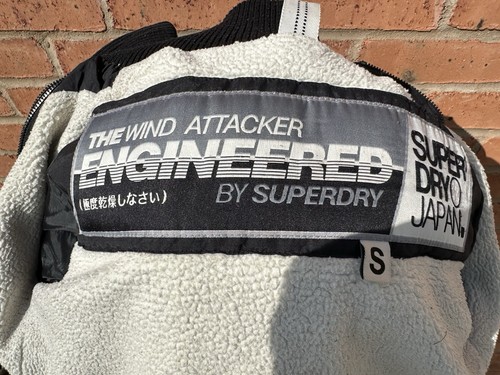 THE WIND ATTACKER
ENGINEERED
BY SUPERDRY
(極度乾燥しなさい)
SUPER
DRY
JAPAN.
S